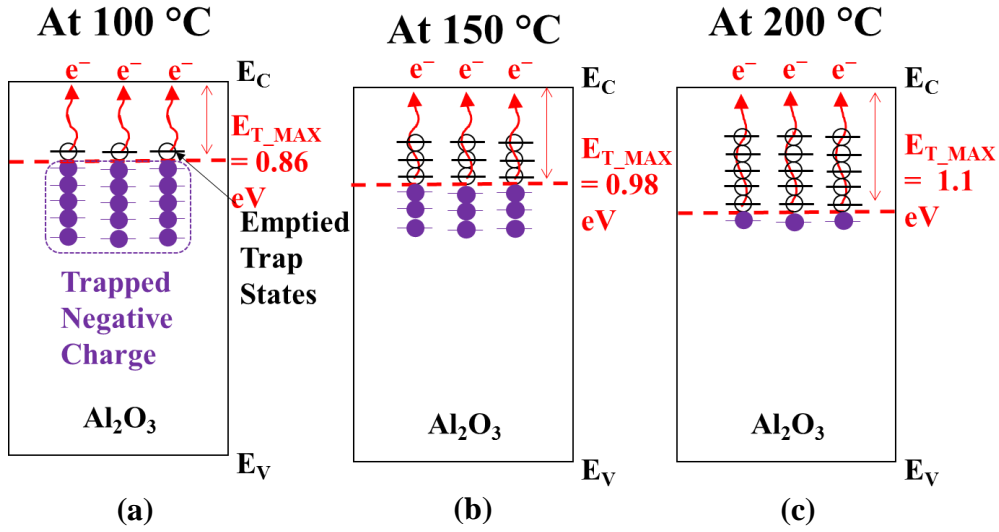 At 100 °C
e⁻ e⁻ e⁻
E_C
E_T_MAX
= 0.86
eV
Emptied
Trap
States
Trapped
Negative
Charge
Al₂O₃
E_V
(a)
At 150 °C
e⁻ e⁻ e⁻
E_C
E_T_MAX
= 0.98
eV
Al₂O₃
E_V
(b)
At 200 °C
e⁻ e⁻ e⁻
E_C
E_T_MAX
= 1.1
eV
Al₂O₃
E_V
(c)